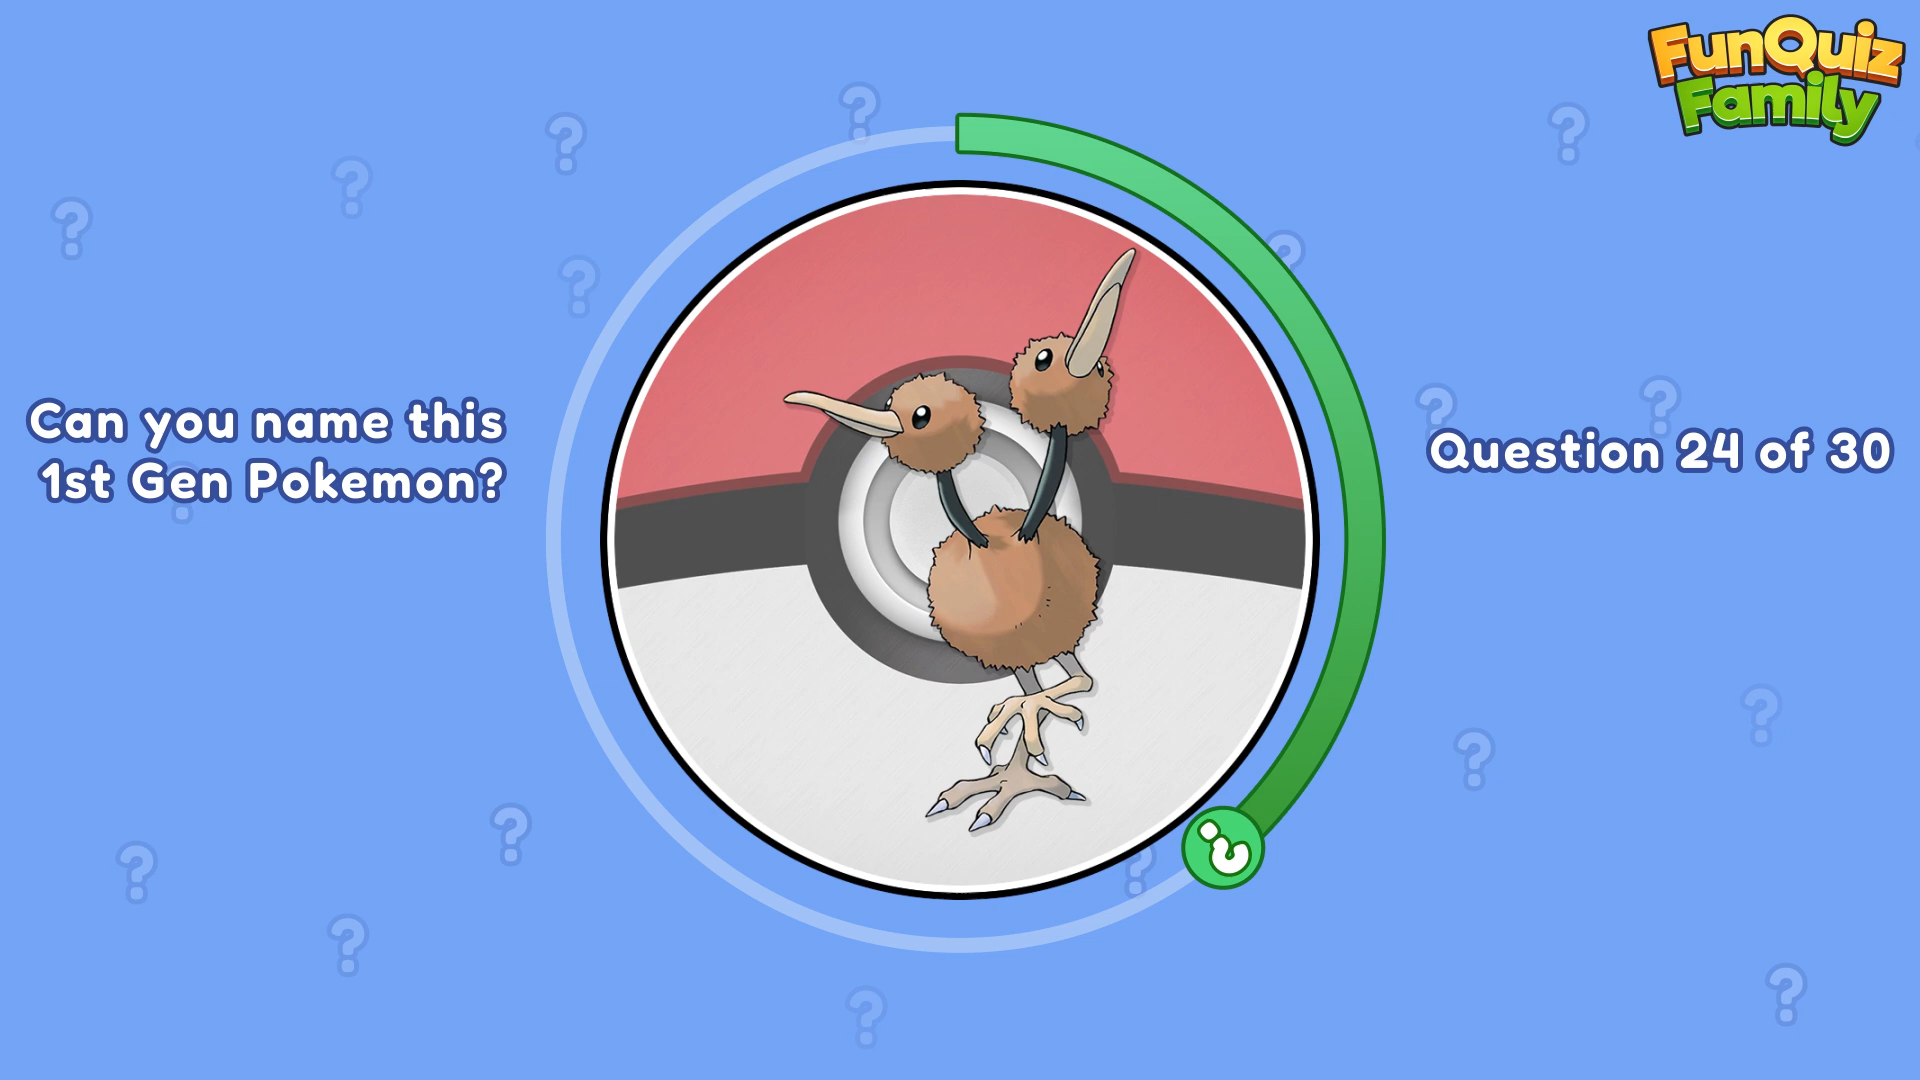 FunQuiz
Family
Can you name this
1st Gen Pokemon?
Question 24 of 30